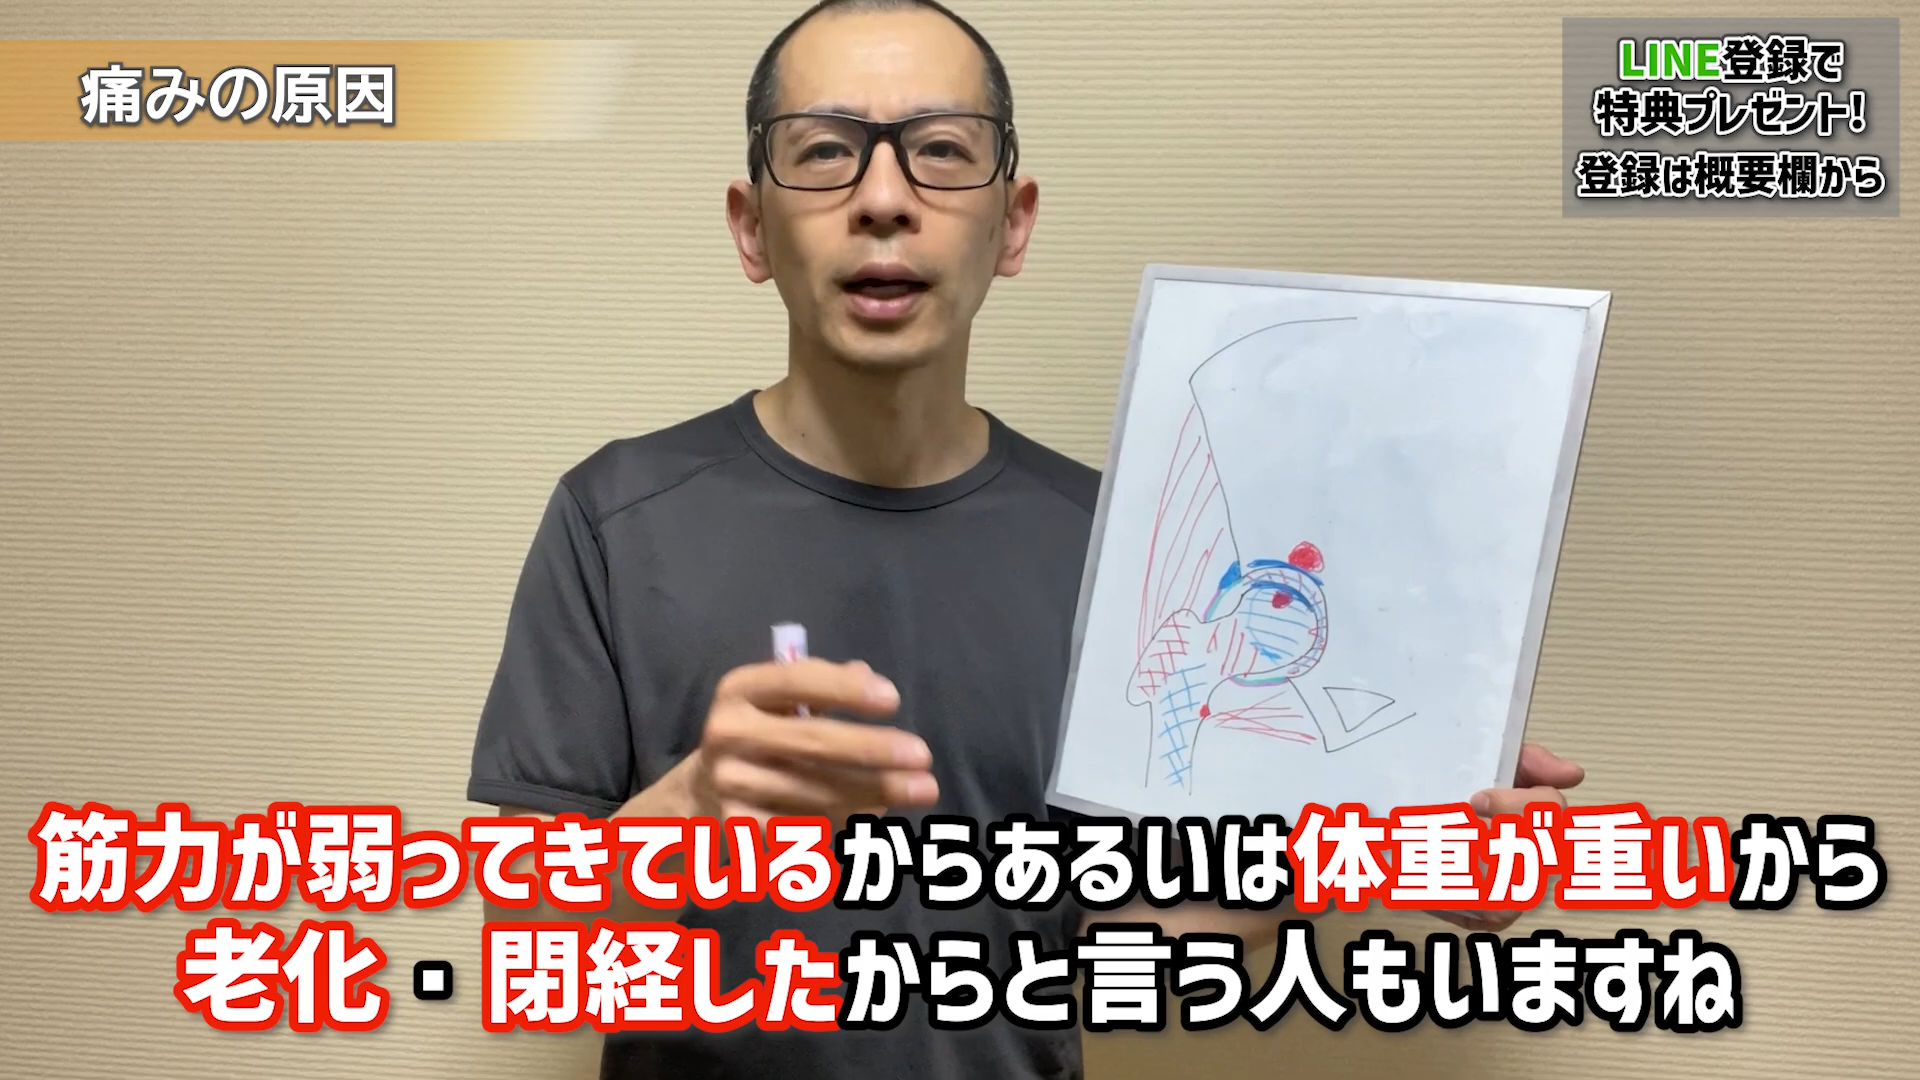 痛みの原因
LINE登録で
特典プレゼント!
登録は概要欄から
筋力が弱ってきているからあるいは体重が重いから
老化・閉経したからと言う人もいますね